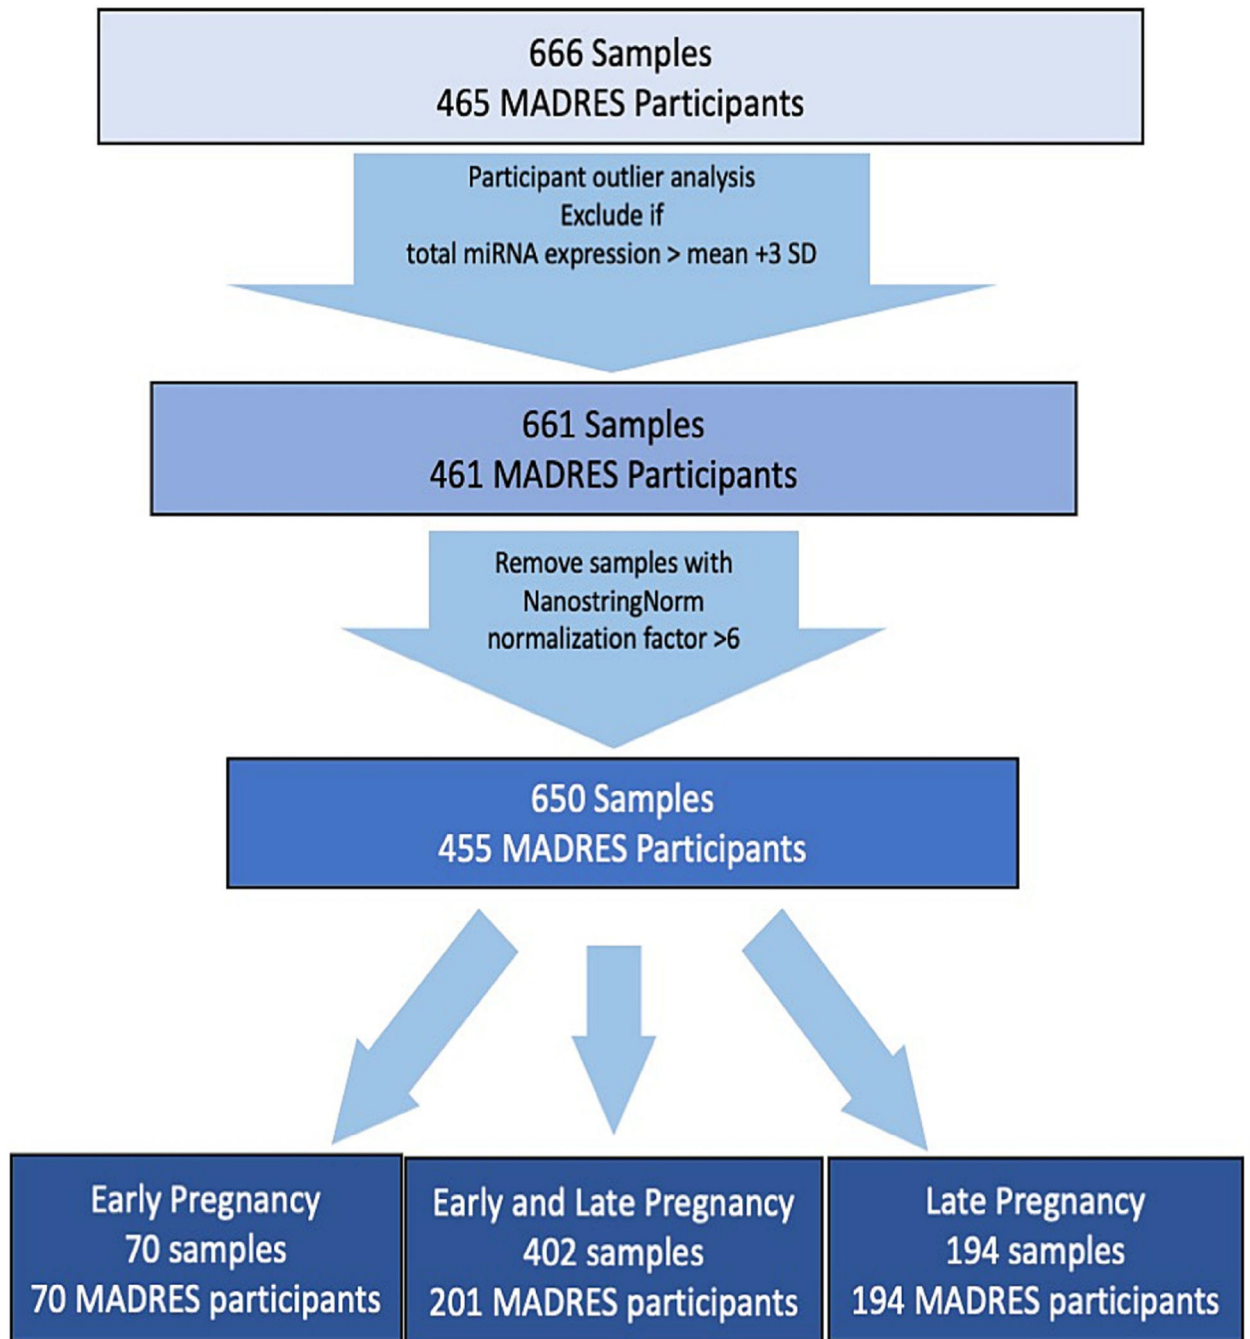 666 Samples
465 MADRES Participants
Participant outlier analysis
Exclude if
total miRNA expression > mean +3 SD
661 Samples
461 MADRES Participants
Remove samples with
NanostringNorm
normalization factor >6
650 Samples
455 MADRES Participants
Early Pregnancy
70 samples
70 MADRES participants
Early and Late Pregnancy
402 samples
201 MADRES participants
Late Pregnancy
194 samples
194 MADRES participants